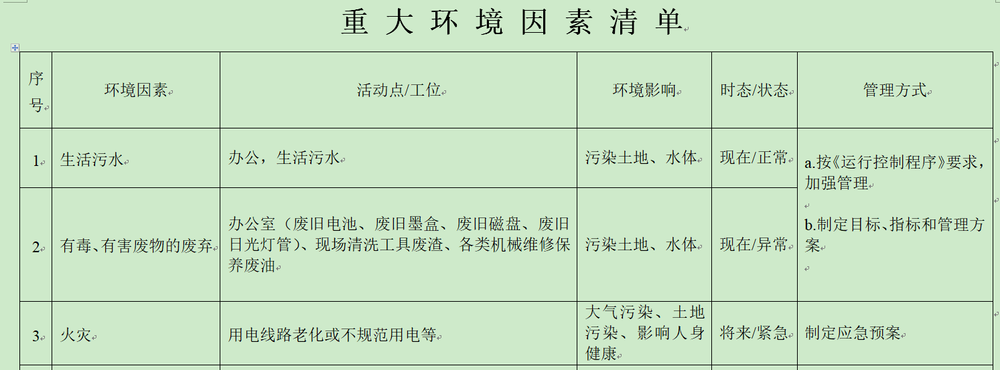 重大环境因素清单
序
号
环境因素
活动点/工位
环境影响
时态/状态
管理方式
1
生活污水
办公，生活污水
污染土地、水体
现在/正常
a.按《运行控制程序》要求，
加强管理
b.制定目标、指标和管理方
案
2
有毒、有害废物的废弃
办公室（废旧电池、废旧墨盒、废旧磁盘、废旧
日光灯管）、现场清洗工具废渣、各类机械维修保
养废油
污染土地、水体
现在/异常
3
火灾
用电线路老化或不规范用电等
大气污染、土地
污染、影响人身
健康
将来/紧急
制定应急预案